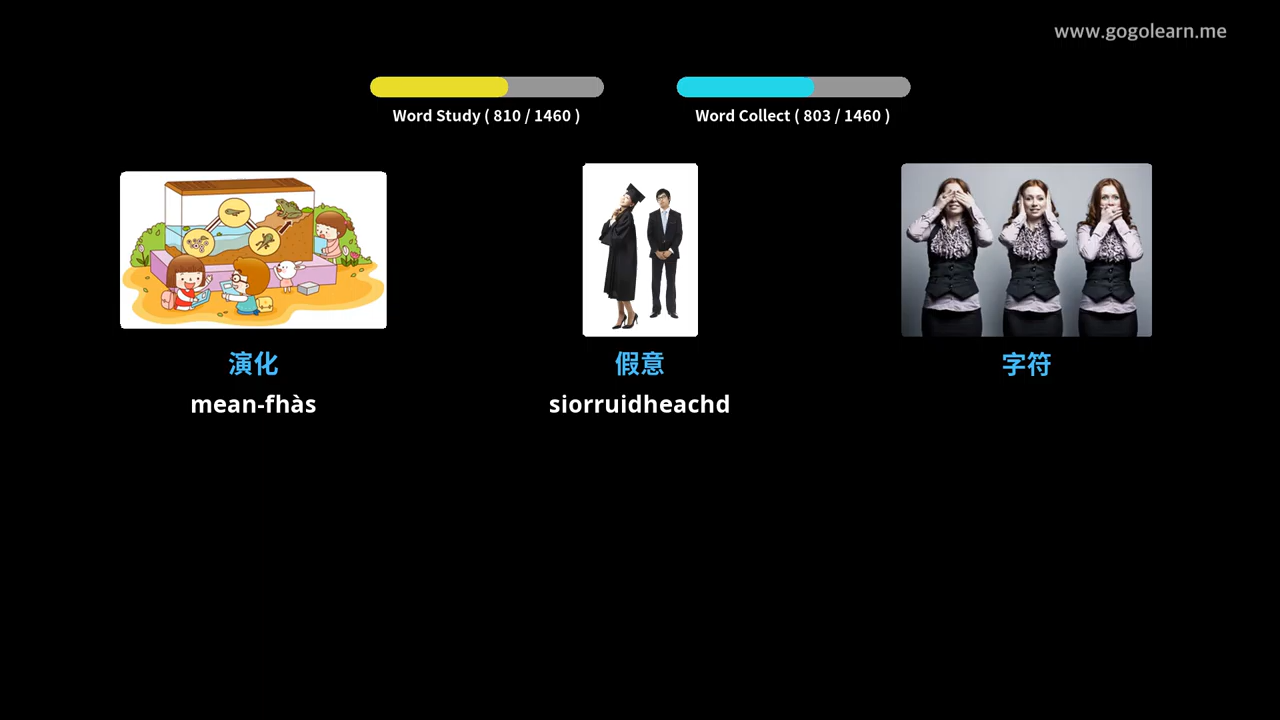 www.gogolearn.me
Word Study ( 810 / 1460 )
Word Collect ( 803 / 1460 )
演化
假意
字符
mean-fhàs
siorruidheachd